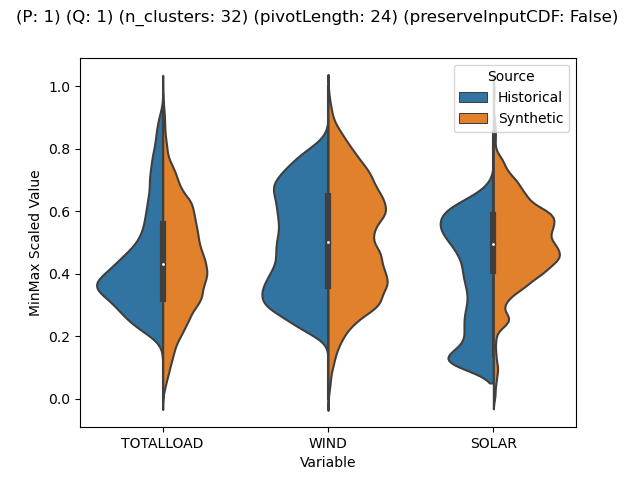 (P: 1) (Q: 1) (n_clusters: 32) (pivotLength: 24) (preserveInputCDF: False)
Source
Historical
Synthetic
1.0
0.8
0.6
0.4
0.2
0.0
MinMax Scaled Value
TOTALLOAD WIND SOLAR
Variable